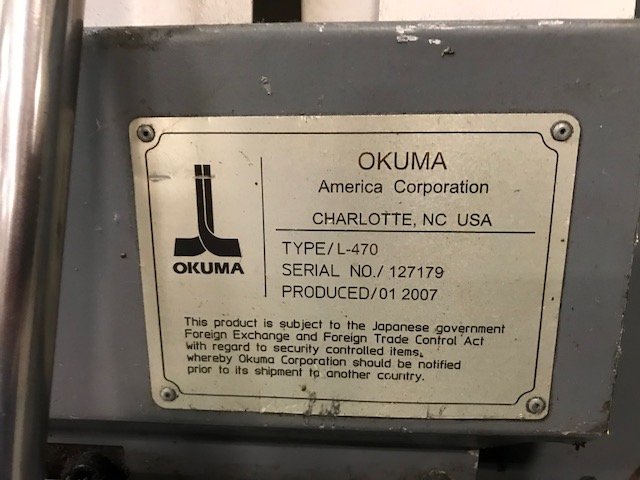 OKUMA
America Corporation
CHARLOTTE, NC USA
OKUMA
TYPE/L-470
SERIAL NO./127179
PRODUCED/01 2007
This product is subject to the Japanese government
Foreign Exchange and Foreign Trade Control Act
with regard to security controlled items,
whereby Okuma Corporation should be notified
prior to its shipment to another country.